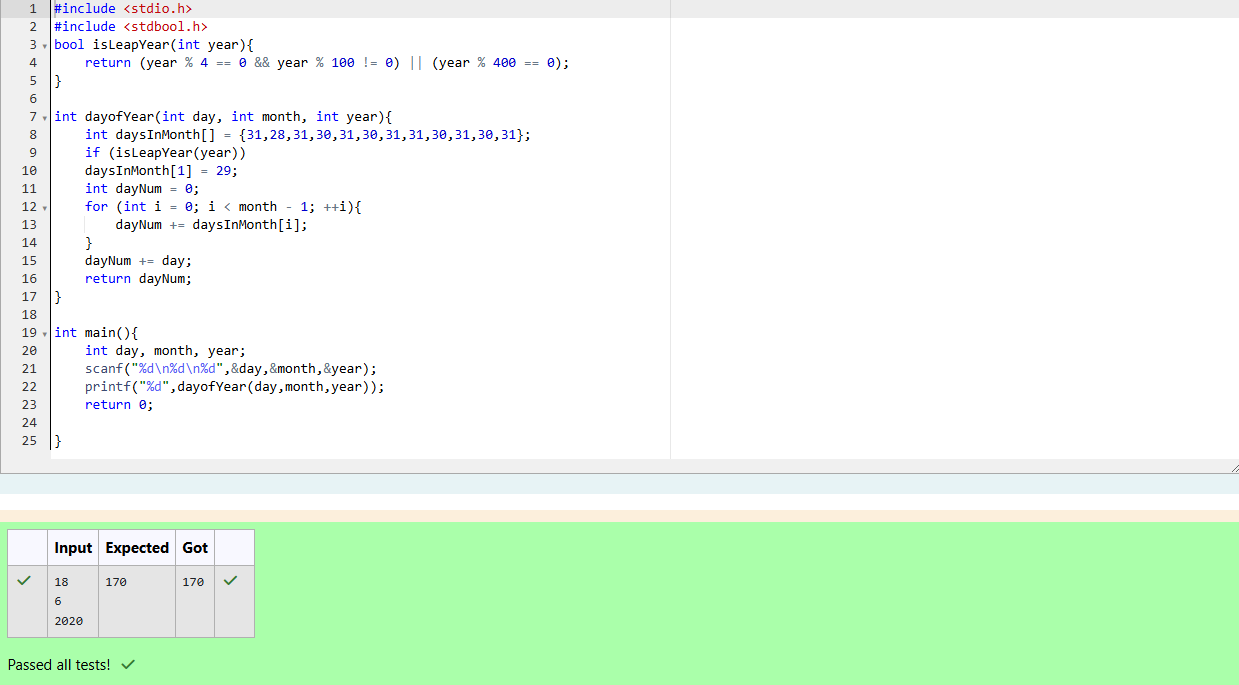 1 #include <stdio.h>
2 #include <stdbool.h>
3 bool isLeapYear(int year){
4     return (year % 4 == 0 && year % 100 != 0) || (year % 400 == 0);
5 }
6
7 int dayofYear(int day, int month, int year){
8     int daysInMonth[] = {31,28,31,30,31,30,31,31,30,31,30,31};
9     if (isLeapYear(year))
10     daysInMonth[1] = 29;
11     int dayNum = 0;
12     for (int i = 0; i < month - 1; ++i){
13         dayNum += daysInMonth[i];
14     }
15     dayNum += day;
16     return dayNum;
17 }
18
19 int main(){
20     int day, month, year;
21     scanf("%d\n%d\n%d",&day,&month,&year);
22     printf("%d",dayofYear(day,month,year));
23     return 0;
24
25 }
Input Expected Got
18 170 170
6
2020
Passed all tests!